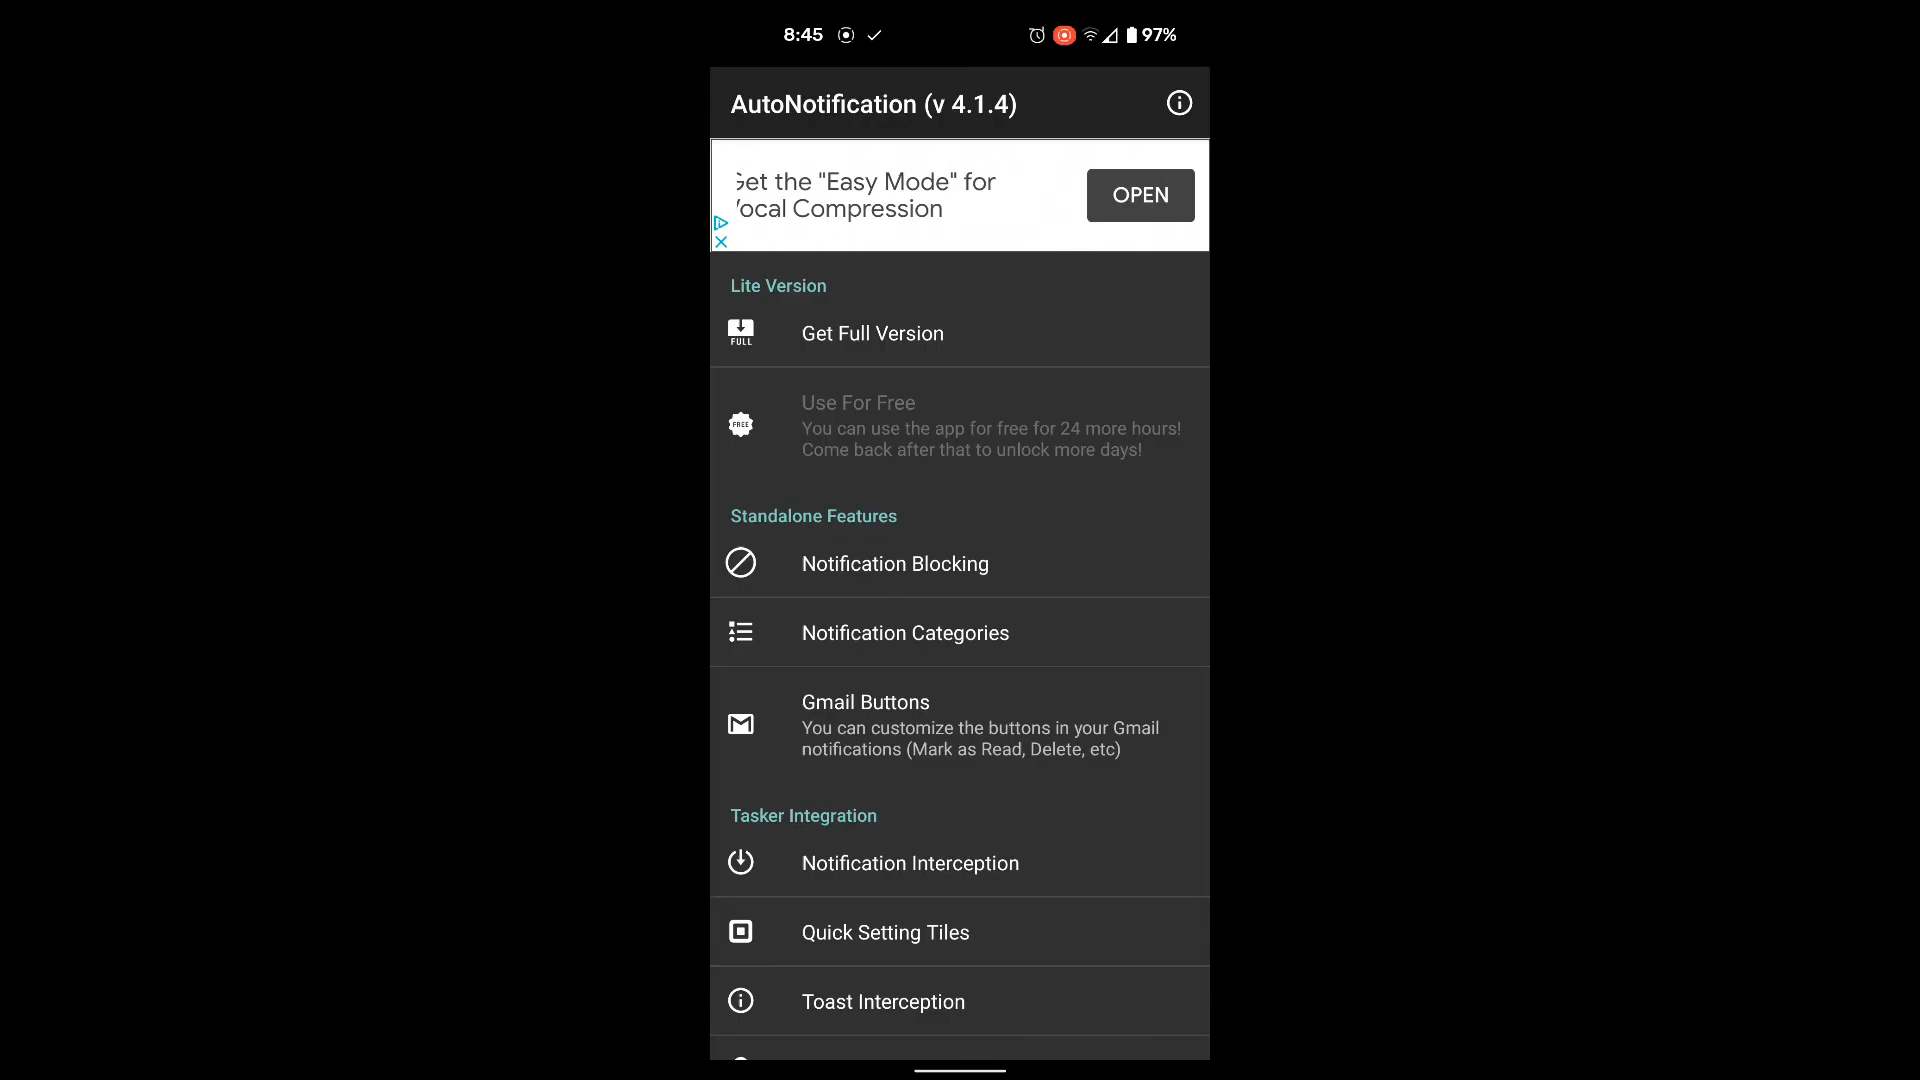 8:45
97%
AutoNotification (v 4.1.4)
Get the "Easy Mode" for
Vocal Compression
OPEN
Lite Version
FULL
Get Full Version
FREE
Use For Free
You can use the app for free for 24 more hours!
Come back after that to unlock more days!
Standalone Features
Notification Blocking
Notification Categories
Gmail Buttons
You can customize the buttons in your Gmail
notifications (Mark as Read, Delete, etc)
Tasker Integration
Notification Interception
Quick Setting Tiles
Toast Interception